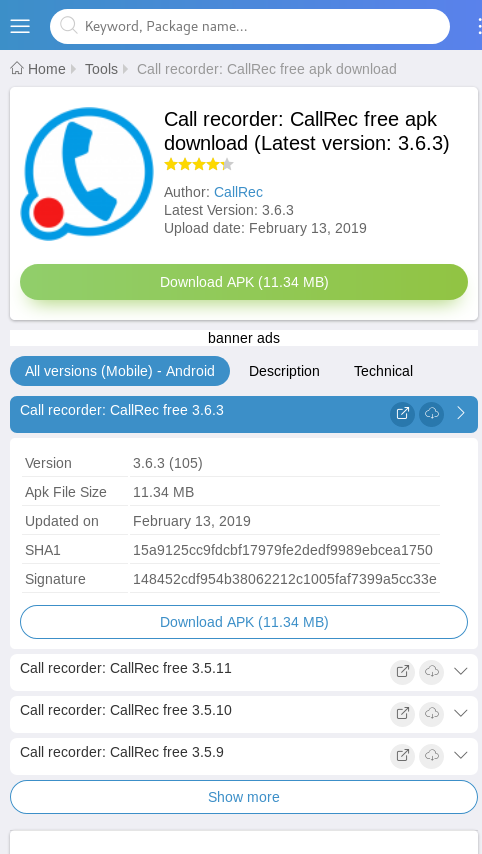 Keyword, Package name...
Home Tools Call recorder: CallRec free apk download
Call recorder: CallRec free apk
download (Latest version: 3.6.3)
Author: CallRec
Latest Version: 3.6.3
Upload date: February 13, 2019
Download APK (11.34 MB)
banner ads
All versions (Mobile) - Android Description Technical
Call recorder: CallRec free 3.6.3
Version 3.6.3 (105)
Apk File Size 11.34 MB
Updated on February 13, 2019
SHA1 15a9125cc9fdcbf17979fe2dedf9989ebcea1750
Signature 148452cdf954b38062212c1005faf7399a5cc33e
Download APK (11.34 MB)
Call recorder: CallRec free 3.5.11
Call recorder: CallRec free 3.5.10
Call recorder: CallRec free 3.5.9
Show more